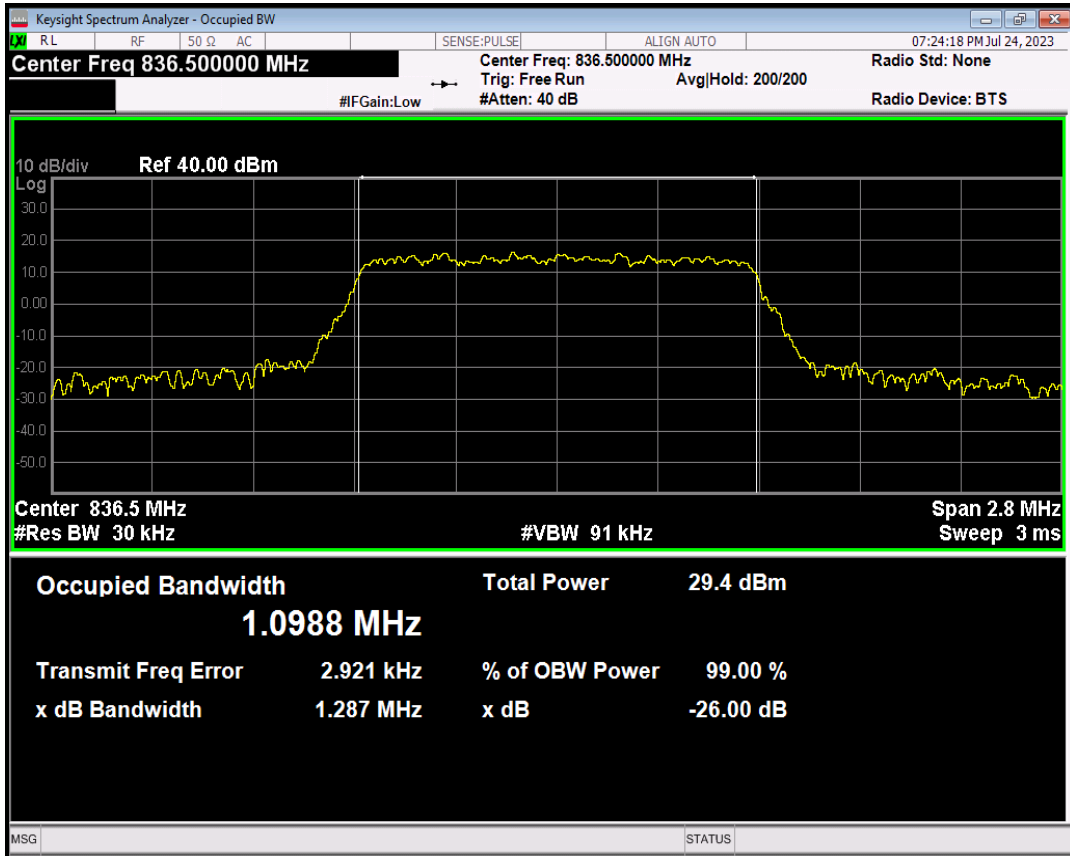 Keysight Spectrum Analyzer - Occupied BW
LXI RL RF 50 Ω AC SENSE:PULSE ALIGN AUTO 07:24:18 PM Jul 24, 2023
Center Freq 836.500000 MHz Center Freq: 836.500000 MHz Radio Std: None
Trig: Free Run Avg|Hold: 200/200
#IFGain:Low #Atten: 40 dB Radio Device: BTS
10 dB/div Ref 40.00 dBm
Log
30.0
20.0
10.0
0.00
-10.0
-20.0
-30.0
-40.0
-50.0
Center 836.5 MHz Span 2.8 MHz
#Res BW 30 kHz #VBW 91 kHz Sweep 3 ms
Occupied Bandwidth Total Power 29.4 dBm
1.0988 MHz
Transmit Freq Error 2.921 kHz % of OBW Power 99.00 %
x dB Bandwidth 1.287 MHz x dB -26.00 dB
MSG STATUS